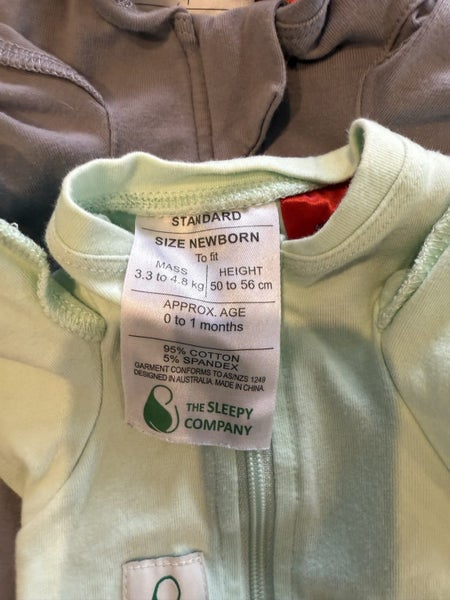 STANDARD
SIZE NEWBORN
To fit
MASS
3.3 to 4.8 kg
HEIGHT
50 to 56 cm
APPROX. AGE
0 to 1 months
95% COTTON
5% SPANDEX
GARMENT CONFORMS TO AS/NZS 1249
DESIGNED IN AUSTRALIA. MADE IN CHINA
THE SLEEPY
COMPANY